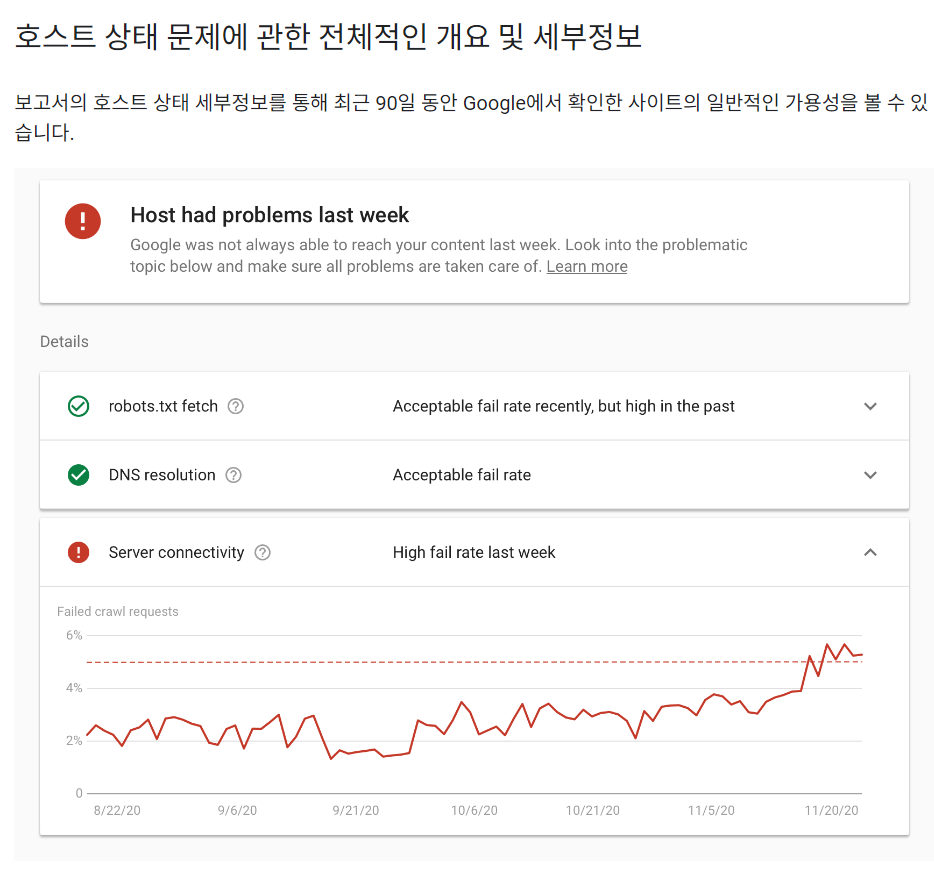 호스트 상태 문제에 관한 전체적인 개요 및 세부정보
보고서의 호스트 상태 세부정보를 통해 최근 90일 동안 Google에서 확인한 사이트의 일반적인 가용성을 볼 수 있
습니다.
Host had problems last week
Google was not always able to reach your content last week. Look into the problematic
topic below and make sure all problems are taken care of. Learn more
Details
robots.txt fetch Acceptable fail rate recently, but high in the past
DNS resolution Acceptable fail rate
Server connectivity High fail rate last week
Failed crawl requests
6%
4%
2%
0
8/22/20 9/6/20 9/21/20 10/6/20 10/21/20 11/5/20 11/20/20